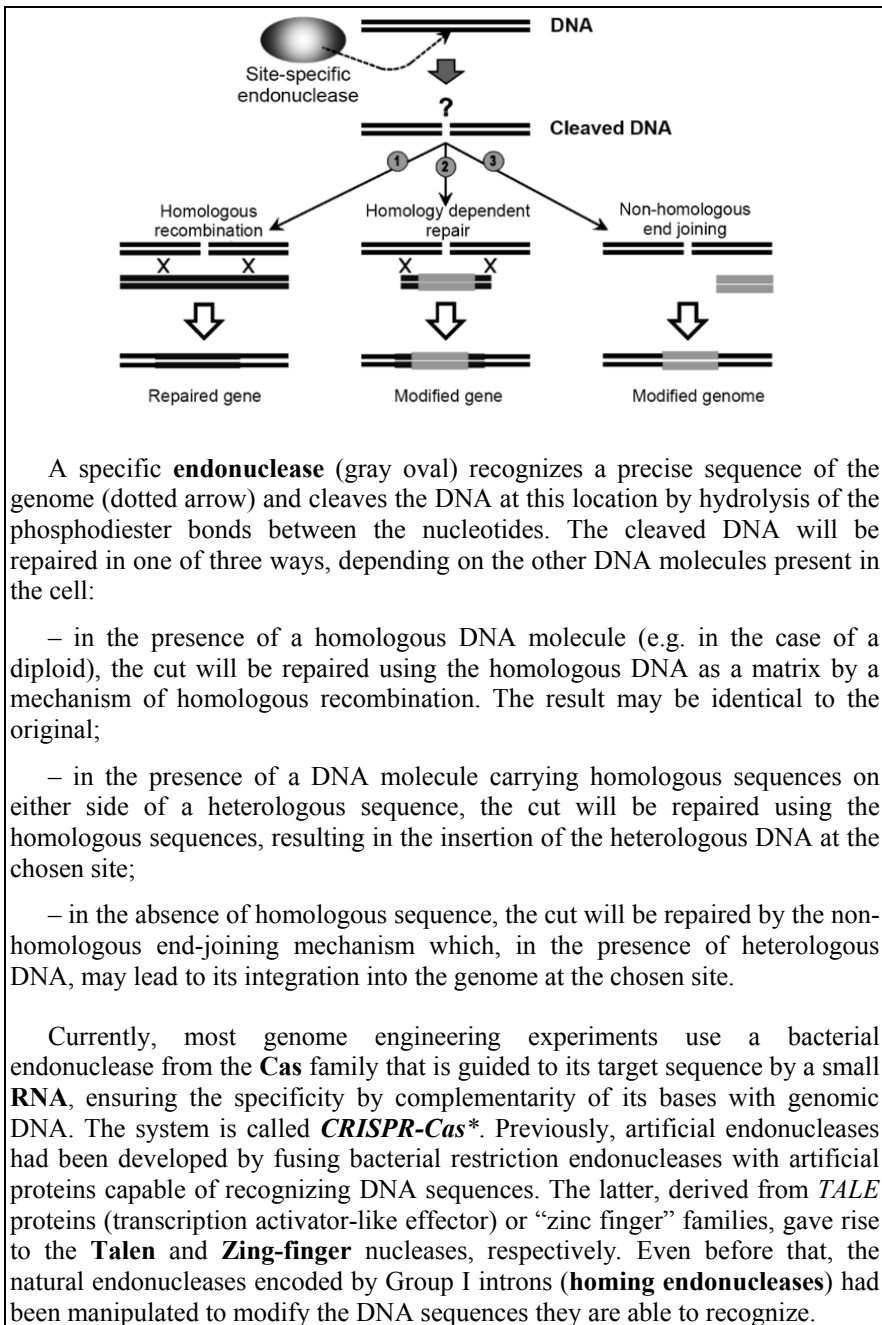 DNA
Site-specific
endonuclease
?
Cleaved DNA
1
2
3
Homologous
recombination
Homology dependent
repair
Non-homologous
end joining
X X
X X
Repaired gene
Modified gene
Modified genome
A specific endonuclease (gray oval) recognizes a precise sequence of the
genome (dotted arrow) and cleaves the DNA at this location by hydrolysis of the
phosphodiester bonds between the nucleotides. The cleaved DNA will be
repaired in one of three ways, depending on the other DNA molecules present in
the cell:
– in the presence of a homologous DNA molecule (e.g. in the case of a
diploid), the cut will be repaired using the homologous DNA as a matrix by a
mechanism of homologous recombination. The result may be identical to the
original;
– in the presence of a DNA molecule carrying homologous sequences on
either side of a heterologous sequence, the cut will be repaired using the
homologous sequences, resulting in the insertion of the heterologous DNA at the
chosen site;
– in the absence of homologous sequence, the cut will be repaired by the non-
homologous end-joining mechanism which, in the presence of heterologous
DNA, may lead to its integration into the genome at the chosen site.
Currently, most genome engineering experiments use a bacterial
endonuclease from the Cas family that is guided to its target sequence by a small
RNA, ensuring the specificity by complementarity of its bases with genomic
DNA. The system is called CRISPR-Cas*. Previously, artificial endonucleases
had been developed by fusing bacterial restriction endonucleases with artificial
proteins capable of recognizing DNA sequences. The latter, derived from TALE
proteins (transcription activator-like effector) or “zinc finger” families, gave rise
to the Talen and Zing-finger nucleases, respectively. Even before that, the
natural endonucleases encoded by Group I introns (homing endonucleases) had
been manipulated to modify the DNA sequences they are able to recognize.